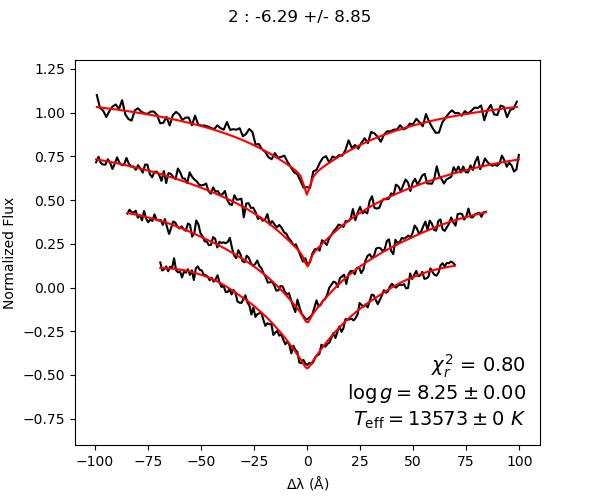 2 : -6.29 +/- 8.85
1.25
1.00
0.75
0.50
0.25
0.00
−0.25
−0.50
−0.75
Normalized Flux
χ²ᵣ = 0.80
log g = 8.25 ± 0.00
T_eff = 13573 ± 0 K
−100 −75 −50 −25 0 25 50 75 100
Δλ (Å)